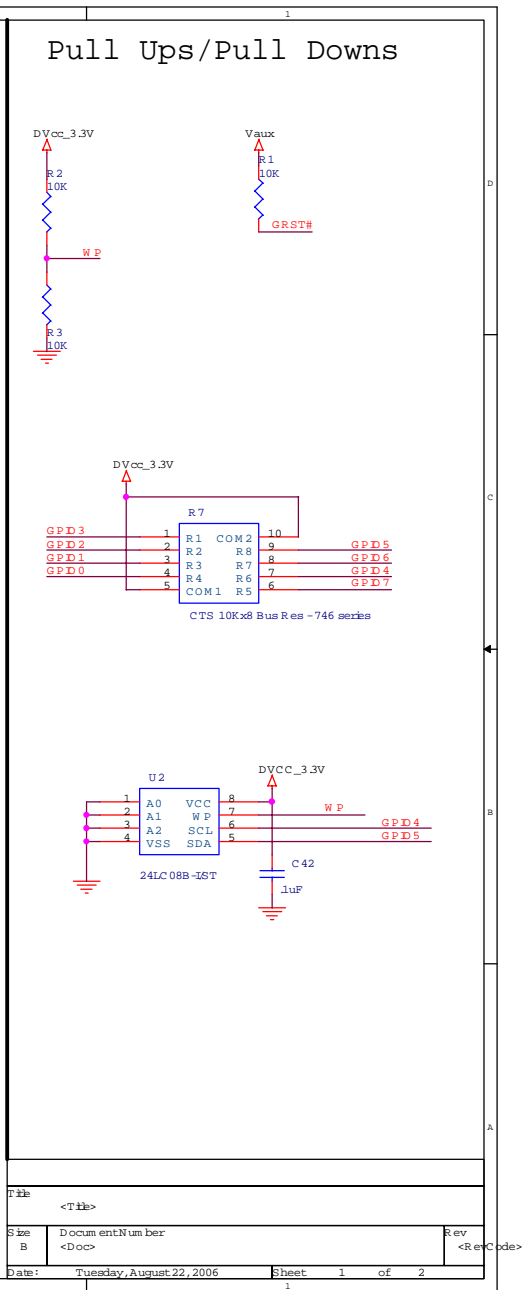 1
Pull Ups/Pull Downs
DVcc_3.3V
Vaux
R2
10K
R1
10K
D
GRST#
WP
R3
10K
DVcc_3.3V
C
R7
GPIO3 1 R1 COM2 10
GPIO2 2 R2 R8 9 GPIO5
GPIO1 3 R3 R7 8 GPIO6
GPIO0 4 R4 R6 7 GPIO4
5 COM1 R5 6 GPIO7
CTS 10Kx8 Bus Res - 746 series
DVCC_3.3V
U2
1 A0 VCC 8
2 A1 WP 7 WP
B
3 A2 SCL 6 GPIO4
4 VSS SDA 5 GPIO5
C42
24LC08B-I/ST
.1uF
A
Title
<Title>
Size Document Number Rev
B <Doc> <RevCode>
Date: Tuesday, August 22, 2006 Sheet 1 of 2
1